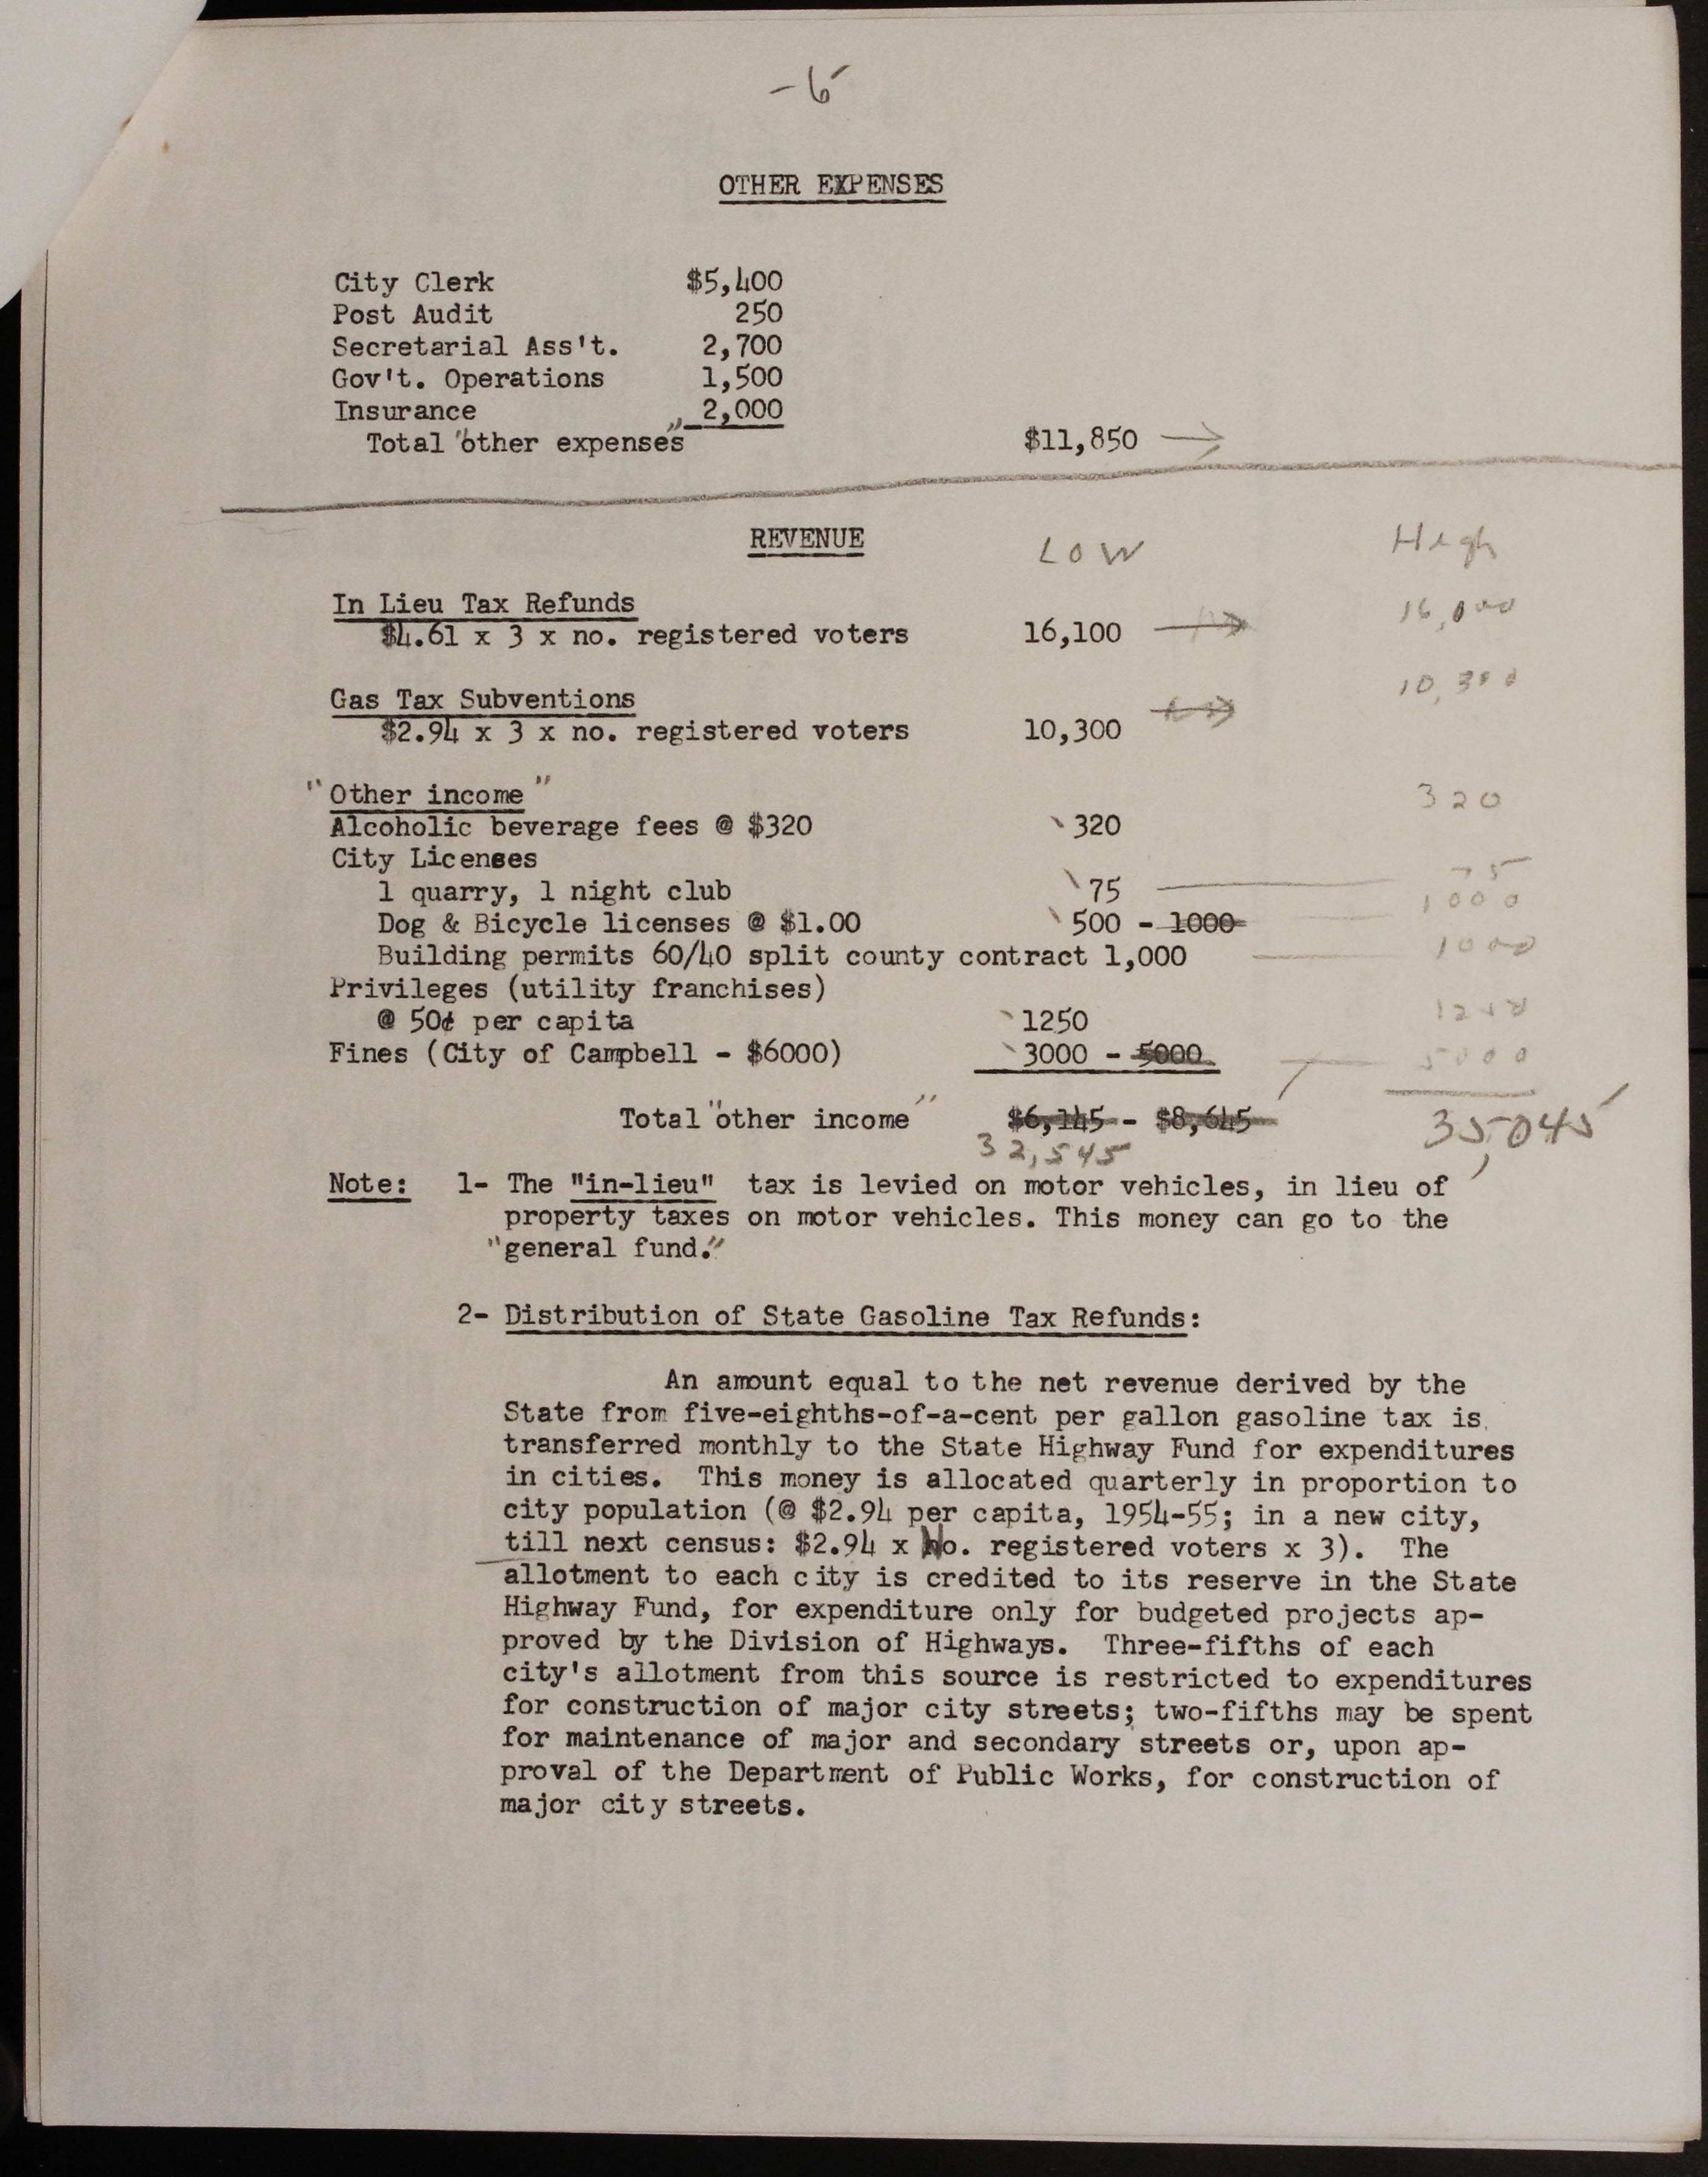 -6-
OTHER EXPENSES
City Clerk $5,400
Post Audit 250
Secretarial Ass't. 2,700
Gov't. Operations 1,500
Insurance 2,000
Total "other expenses" $11,850
REVENUE LOW High
In Lieu Tax Refunds
$4.61 x 3 x no. registered voters 16,100 16,000
Gas Tax Subventions 10,300
$2.94 x 3 x no. registered voters 10,300
"Other income" 320
Alcoholic beverage fees @ $320 320
City Licenses
1 quarry, 1 night club 75 75
Dog & Bicycle licenses @ $1.00 500 - 1000 1000
Building permits 60/40 split county contract 1,000 1000
Privileges (utility franchises)
@ 50¢ per capita 1250
Fines (City of Campbell - $6000) 3000 - 5000 5000
Total "other income" $6,145 - $8,645 35,045
32,545
Note: 1- The "in-lieu" tax is levied on motor vehicles, in lieu of
property taxes on motor vehicles. This money can go to the
"general fund."
2- Distribution of State Gasoline Tax Refunds:
An amount equal to the net revenue derived by the
State from five-eighths-of-a-cent per gallon gasoline tax is
transferred monthly to the State Highway Fund for expenditures
in cities. This money is allocated quarterly in proportion to
city population (@ $2.94 per capita, 1954-55; in a new city,
till next census: $2.94 x No. registered voters x 3). The
allotment to each city is credited to its reserve in the State
Highway Fund, for expenditure only for budgeted projects ap-
proved by the Division of Highways. Three-fifths of each
city's allotment from this source is restricted to expenditures
for construction of major city streets; two-fifths may be spent
for maintenance of major and secondary streets or, upon ap-
proval of the Department of Public Works, for construction of
major city streets.